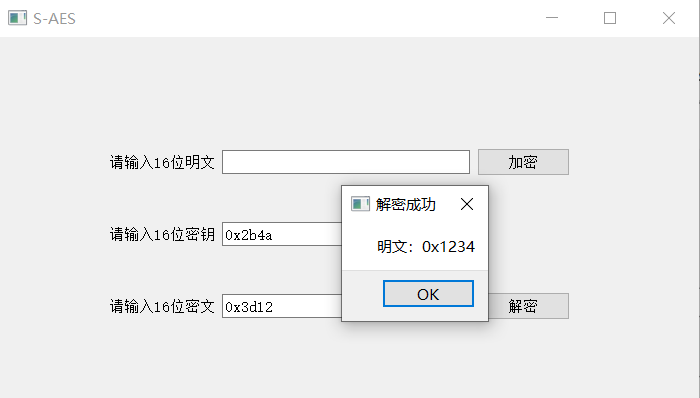 S-AES
请输入16位明文
加密
解密成功
明文：0x1234
请输入16位密钥 0x2b4a
OK
请输入16位密文 0x3d12
解密